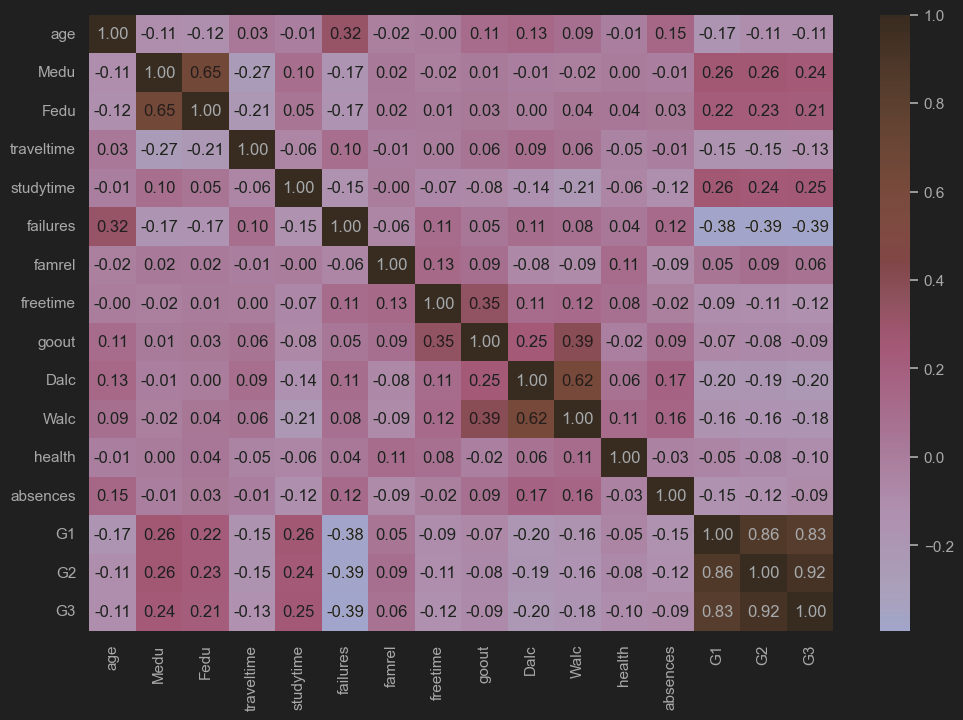 age 1.00 -0.11 -0.12 0.03 -0.01 0.32 -0.02 -0.00 0.11 0.13 0.09 -0.01 0.15 -0.17 -0.11 -0.11
Medu -0.11 1.00 0.65 -0.27 0.10 -0.17 0.02 -0.02 0.01 -0.01 -0.02 0.00 -0.01 0.26 0.26 0.24
Fedu -0.12 0.65 1.00 -0.21 0.05 -0.17 0.02 0.01 0.03 0.00 0.04 0.04 0.03 0.22 0.23 0.21
traveltime 0.03 -0.27 -0.21 1.00 -0.06 0.10 -0.01 0.00 0.06 0.09 0.06 -0.05 -0.01 -0.15 -0.15 -0.13
studytime -0.01 0.10 0.05 -0.06 1.00 -0.15 -0.00 -0.07 -0.08 -0.14 -0.21 -0.06 -0.12 0.26 0.24 0.25
failures 0.32 -0.17 -0.17 0.10 -0.15 1.00 -0.06 0.11 0.05 0.11 0.08 0.04 0.12 -0.38 -0.39 -0.39
famrel -0.02 0.02 0.02 -0.01 -0.00 -0.06 1.00 0.13 0.09 -0.08 -0.09 0.11 -0.09 0.05 0.09 0.06
freetime -0.00 -0.02 0.01 0.00 -0.07 0.11 0.13 1.00 0.35 0.11 0.12 0.08 -0.02 -0.09 -0.11 -0.12
goout 0.11 0.01 0.03 0.06 -0.08 0.05 0.09 0.35 1.00 0.25 0.39 -0.02 0.09 -0.07 -0.08 -0.09
Dalc 0.13 -0.01 0.00 0.09 -0.14 0.11 -0.08 0.11 0.25 1.00 0.62 0.06 0.17 -0.20 -0.19 -0.20
Walc 0.09 -0.02 0.04 0.06 -0.21 0.08 -0.09 0.12 0.39 0.62 1.00 0.11 0.16 -0.16 -0.16 -0.18
health -0.01 0.00 0.04 -0.05 -0.06 0.04 0.11 0.08 -0.02 0.06 0.11 1.00 -0.03 -0.05 -0.08 -0.10
absences 0.15 -0.01 0.03 -0.01 -0.12 0.12 -0.09 -0.02 0.09 0.17 0.16 -0.03 1.00 -0.15 -0.12 -0.09
G1 -0.17 0.26 0.22 -0.15 0.26 -0.38 0.05 -0.09 -0.07 -0.20 -0.16 -0.05 -0.15 1.00 0.86 0.83
G2 -0.11 0.26 0.23 -0.15 0.24 -0.39 0.09 -0.11 -0.08 -0.19 -0.16 -0.08 -0.12 0.86 1.00 0.92
G3 -0.11 0.24 0.21 -0.13 0.25 -0.39 0.06 -0.12 -0.09 -0.20 -0.18 -0.10 -0.09 0.83 0.92 1.00
age Medu Fedu traveltime studytime failures famrel freetime goout Dalc Walc health absences G1 G2 G3
1.0
0.8
0.6
0.4
0.2
0.0
−0.2